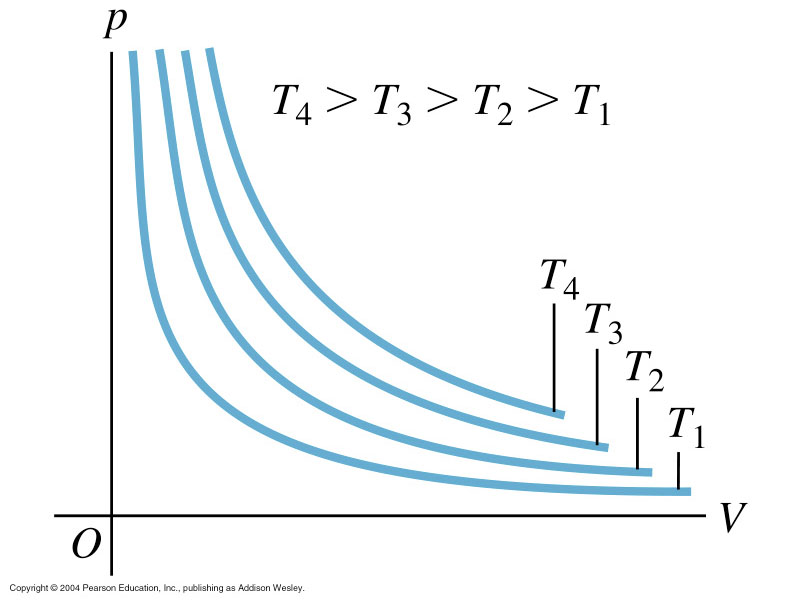 p
T₄ > T₃ > T₂ > T₁
T₄
T₃
T₂
T₁
V
O
Copyright © 2004 Pearson Education, Inc., publishing as Addison Wesley.